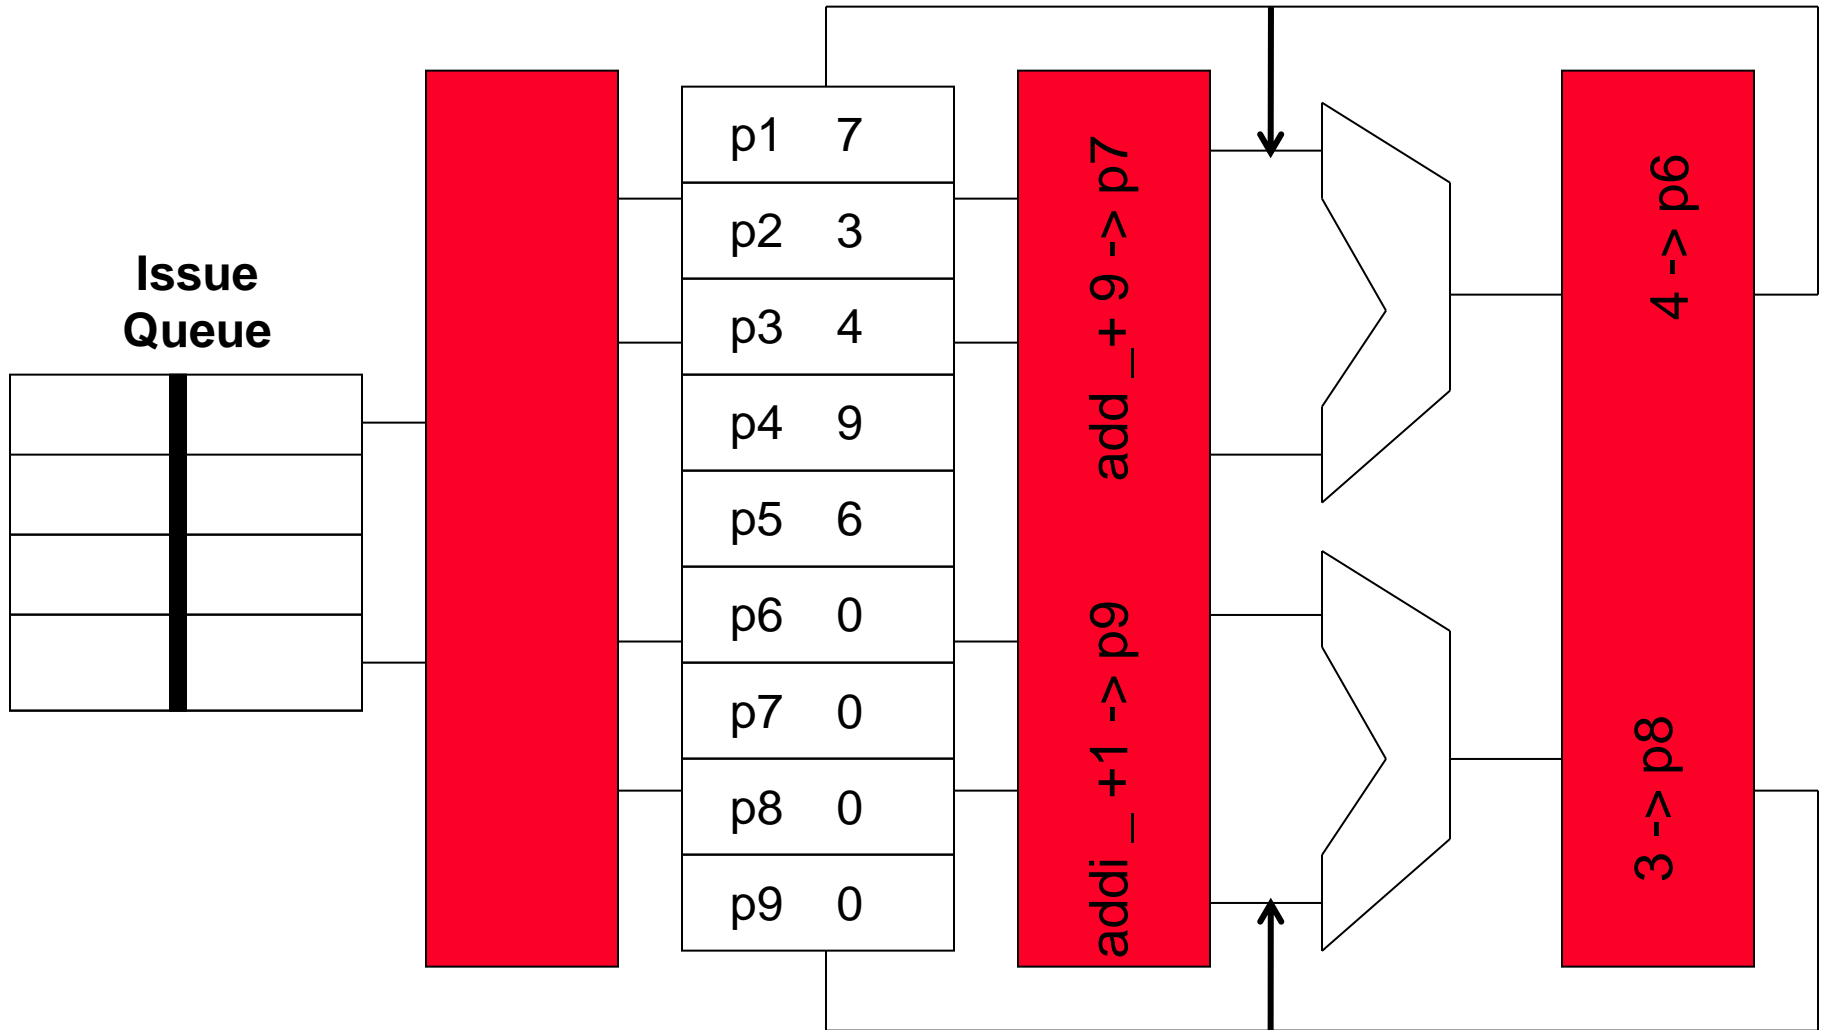 Issue
Queue
p1 7
p2 3
p3 4
p4 9
p5 6
p6 0
p7 0
p8 0
p9 0
add _ + 9 -> p7
addi _ +1 -> p9
4 -> p6
3 -> p8